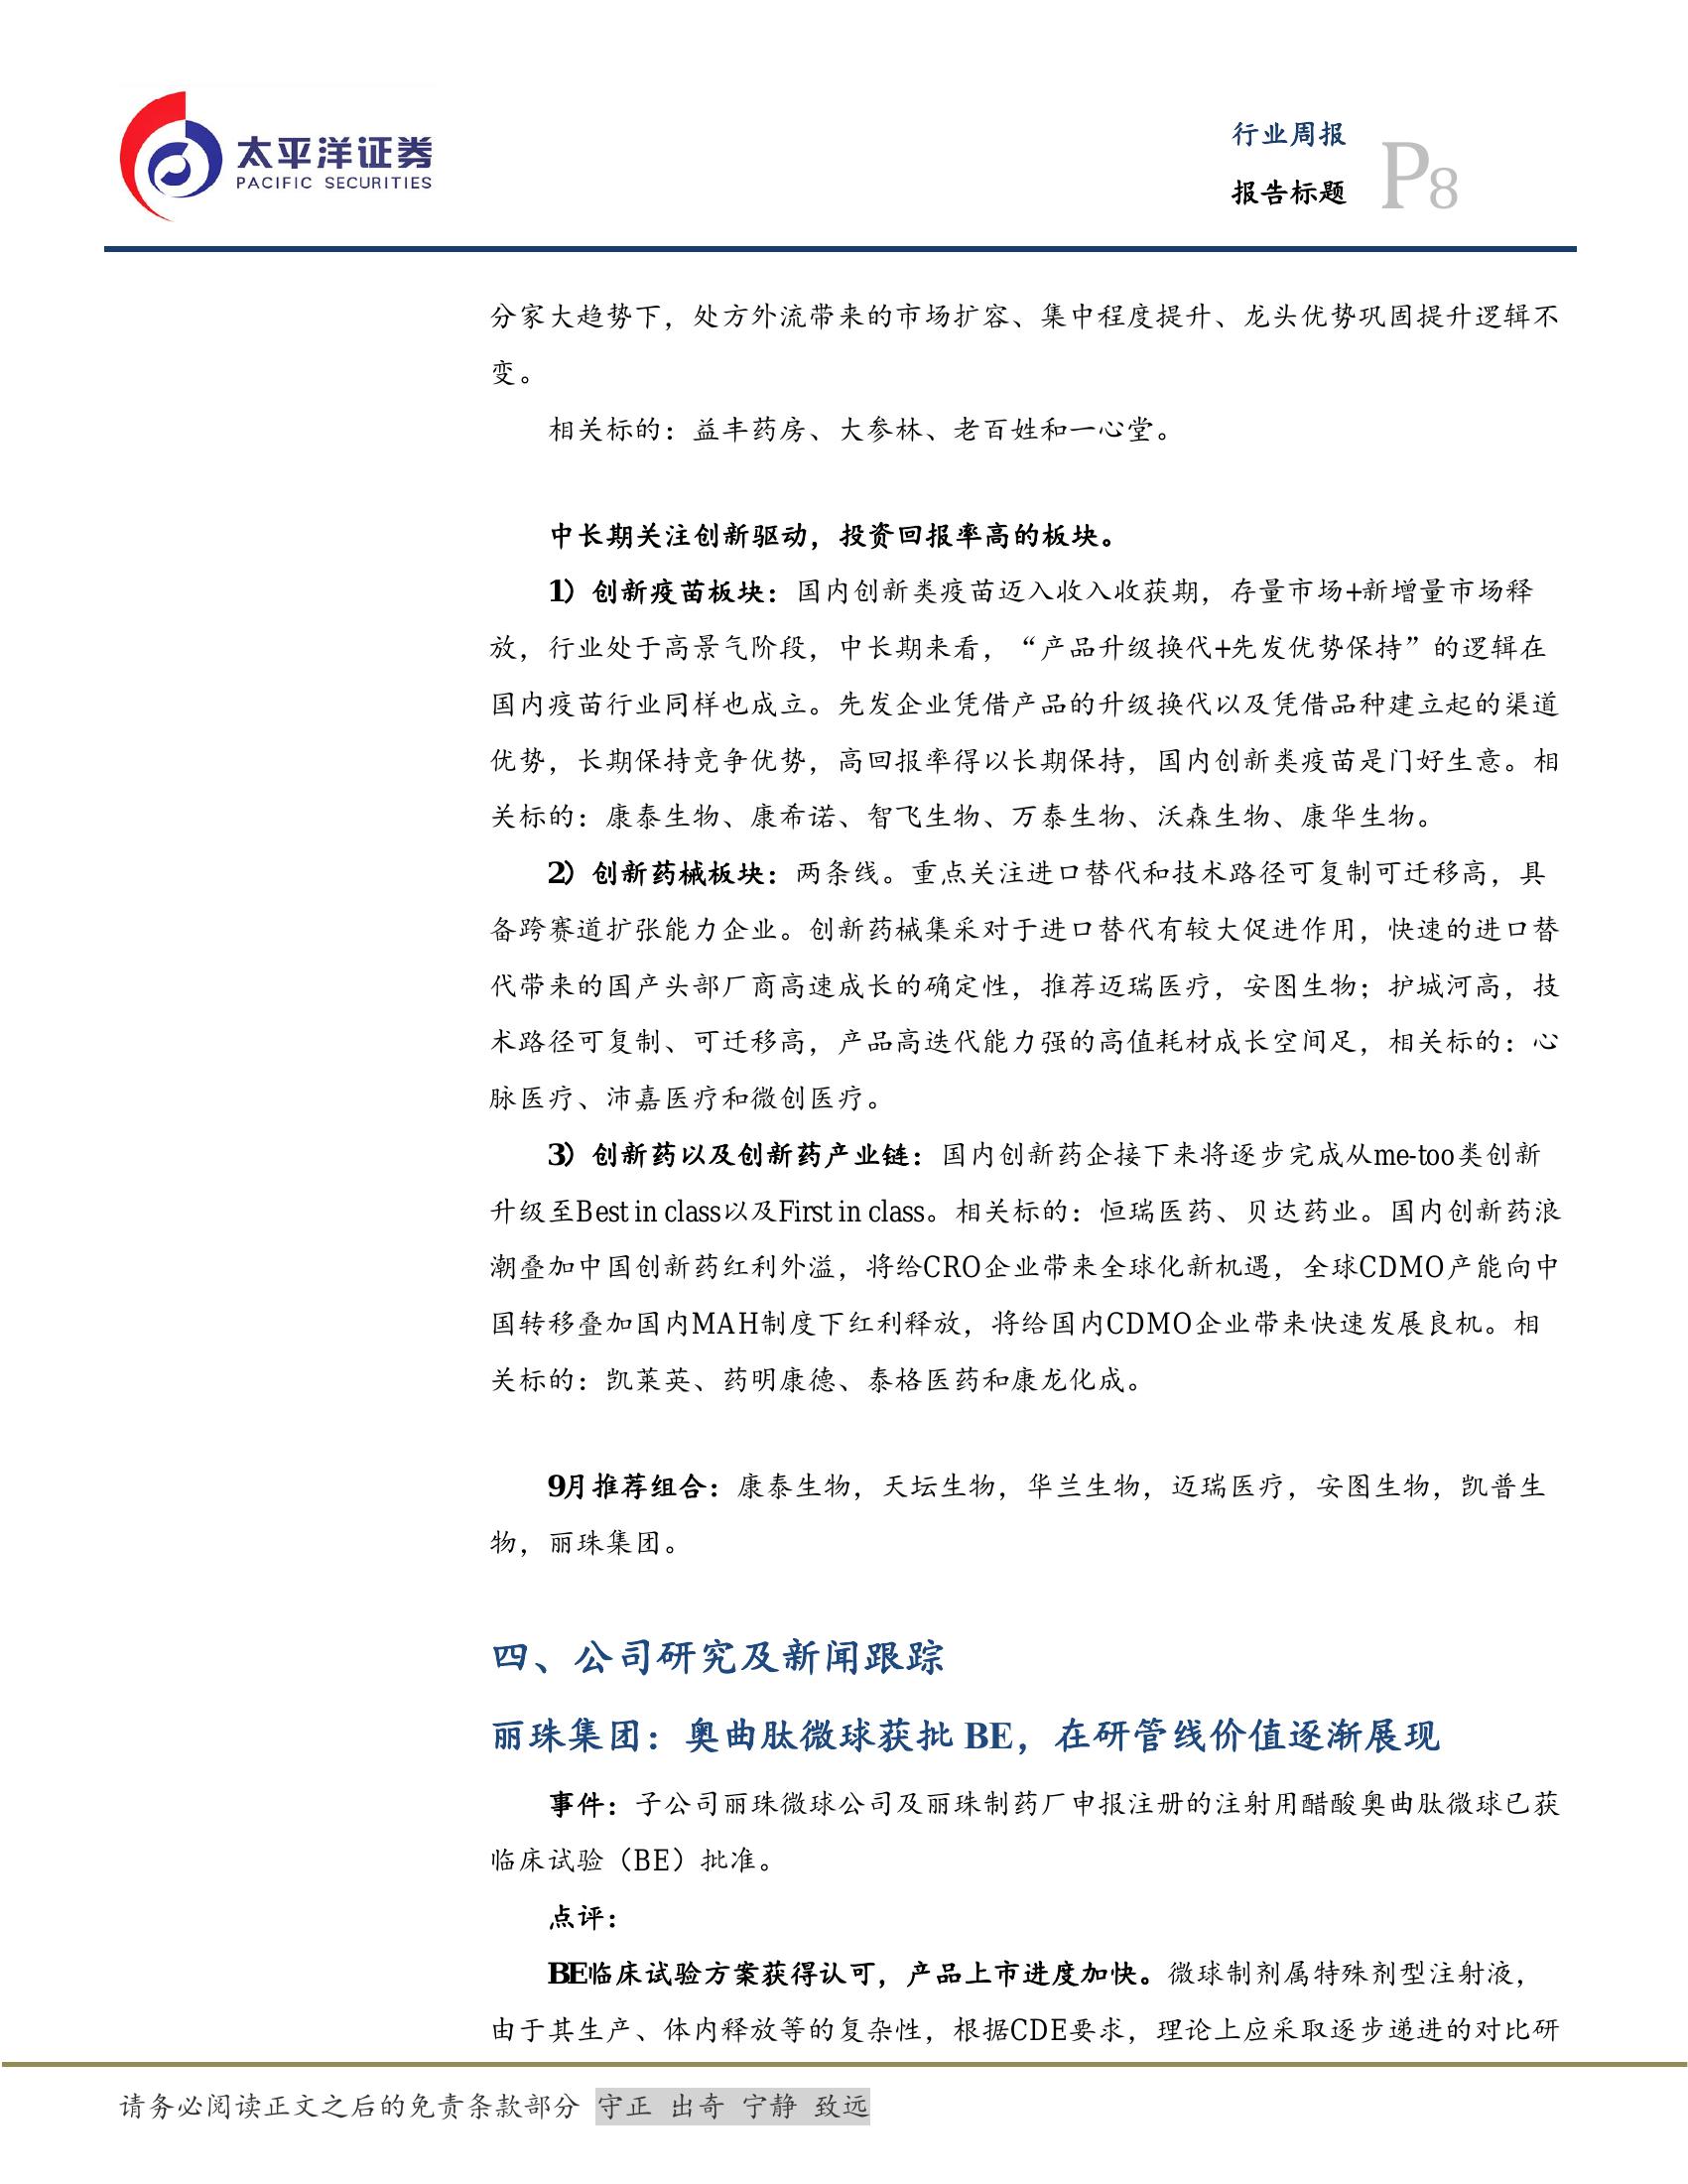 太平洋证券
PACIFIC SECURITIES
行业周报
报告标题
P8
分家大趋势下，处方外流带来的市场扩容、集中程度提升、龙头优势巩固提升逻辑不
变。
相关标的：益丰药房、大参林、老百姓和一心堂。
中长期关注创新驱动，投资回报率高的板块。
1）创新疫苗板块：国内创新类疫苗迈入收入收获期，存量市场+新增量市场释
放，行业处于高景气阶段，中长期来看，“产品升级换代+先发优势保持”的逻辑在
国内疫苗行业同样也成立。先发企业凭借产品的升级换代以及凭借品种建立起的渠道
优势，长期保持竞争优势，高回报率得以长期保持，国内创新类疫苗是门好生意。相
关标的：康泰生物、康希诺、智飞生物、万泰生物、沃森生物、康华生物。
2）创新药械板块：两条线。重点关注进口替代和技术路径可复制可迁移高，具
备跨赛道扩张能力企业。创新药械集采对于进口替代有较大促进作用，快速的进口替
代带来的国产头部厂商高速成长的确定性，推荐迈瑞医疗，安图生物；护城河高，技
术路径可复制、可迁移高，产品高迭代能力强的高值耗材成长空间足，相关标的：心
脉医疗、沛嘉医疗和微创医疗。
3）创新药以及创新药产业链：国内创新药企接下来将逐步完成从me-too类创新
升级至Best in class以及First in class。相关标的：恒瑞医药、贝达药业。国内创新药浪
潮叠加中国创新药红利外溢，将给CRO企业带来全球化新机遇，全球CDMO产能向中
国转移叠加国内MAH制度下红利释放，将给国内CDMO企业带来快速发展良机。相
关标的：凯莱英、药明康德、泰格医药和康龙化成。
9月推荐组合：康泰生物，天坛生物，华兰生物，迈瑞医疗，安图生物，凯普生
物，丽珠集团。
四、公司研究及新闻跟踪
丽珠集团：奥曲肽微球获批 BE，在研管线价值逐渐展现
事件：子公司丽珠微球公司及丽珠制药厂申报注册的注射用醋酸奥曲肽微球已获
临床试验（BE）批准。
点评：
BE临床试验方案获得认可，产品上市进度加快。微球制剂属特殊剂型注射液，
由于其生产、体内释放等的复杂性，根据CDE要求，理论上应采取逐步递进的对比研
请务必阅读正文之后的免责条款部分 守正 出奇 宁静 致远